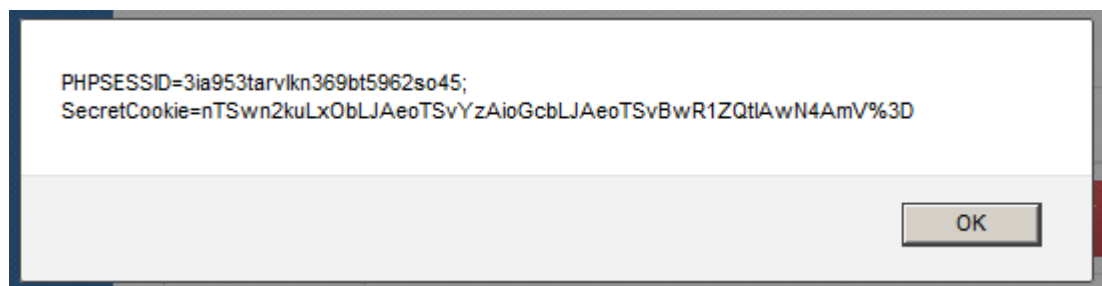 PHPSESSID=3ia953tarvlkn369bt5962so45;
SecretCookie=nTSwn2kuLxObLJAeoTSvYzAioGcbLJAeoTSvBwR1ZQtlAwN4AmV%3D
OK